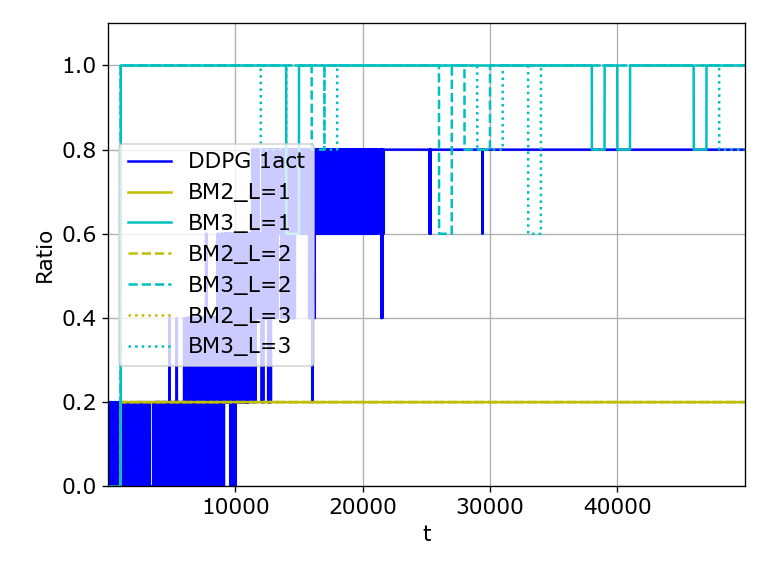 1.0
0.8
0.6
0.4
0.2
0.0
Ratio
DDPG 1act
BM2_L=1
BM3_L=1
BM2_L=2
BM3_L=2
BM2_L=3
BM3_L=3
10000 20000 30000 40000
t